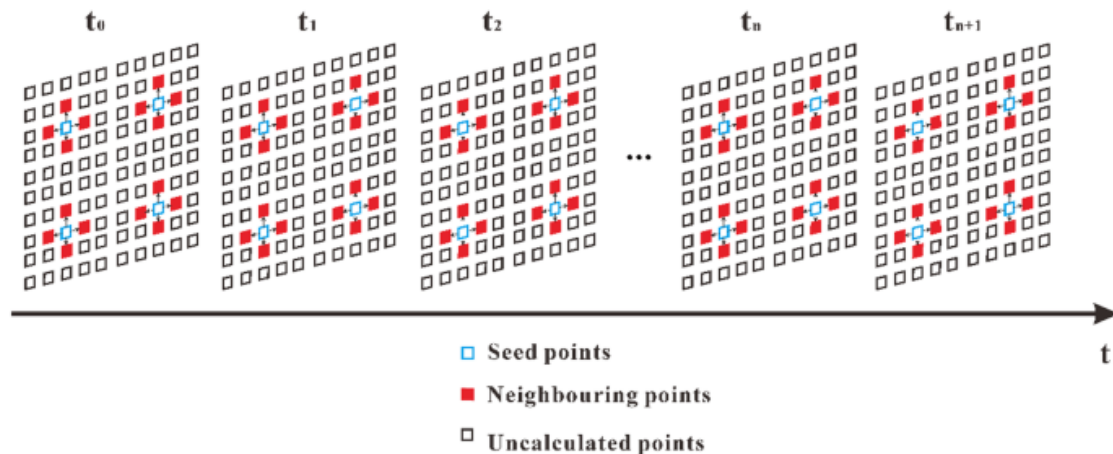 t₀ t₁ t₂ tₙ tₙ₊₁
...
t
Seed points
Neighbouring points
Uncalculated points